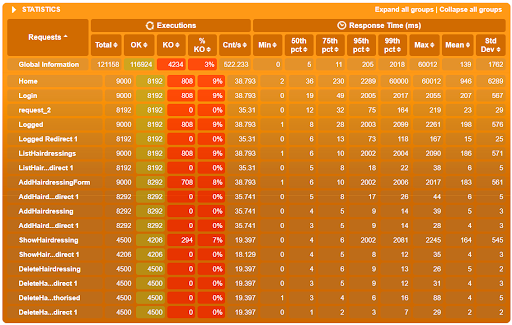 STATISTICS Expand all groups | Collapse all groups
Executions Response Time (ms)
Requests Total OK KO % KO Cnt/s Min 50th pct 75th pct 95th pct 99th pct Max Mean Std Dev
Global Information 121158 116924 4234 3% 522.233 0 5 11 205 2018 60012 139 1762
Home 9000 8192 808 9% 38.793 2 36 230 2289 60000 60012 946 6289
Login 9000 8192 808 9% 38.793 0 19 49 2005 2017 2055 207 567
request_2 8192 8192 0 0% 35.31 0 12 32 75 164 219 23 29
Logged 9000 8192 808 9% 38.793 1 8 28 2003 2099 2261 198 576
Logged Redirect 1 8192 8192 0 0% 35.31 0 6 13 73 118 167 15 25
ListHairdressings 9000 8192 808 9% 38.793 1 6 10 2002 2004 2090 186 571
ListHair...direct 1 8192 8192 0 0% 35.31 0 5 8 18 22 38 6 5
AddHairdressingForm 9000 8292 708 8% 38.793 1 6 10 2002 2006 2017 183 561
AddHaird...direct 1 8292 8292 0 0% 35.741 0 5 8 17 26 44 6 5
AddHairdressing 8292 8292 0 0% 35.741 0 4 5 9 14 39 5 3
AddHaird...direct 1 8292 8292 0 0% 35.741 0 3 5 9 14 28 4 3
ShowHairdressing 4500 4206 294 7% 19.397 0 4 6 2002 2081 2245 164 545
ShowHair...direct 1 4206 4206 0 0% 18.129 0 4 5 8 12 35 4 3
DeleteHairdressing 4500 4500 0 0% 19.397 0 4 6 9 13 26 5 2
DeleteHa...direct 1 4500 4500 0 0% 19.397 0 3 5 9 12 31 4 3
DeleteHa...thorised 4500 4500 0 0% 19.397 1 3 4 6 16 88 4 5
DeleteHa...direct 1 4500 4500 0 0% 19.397 0 1 2 3 7 29 2 2